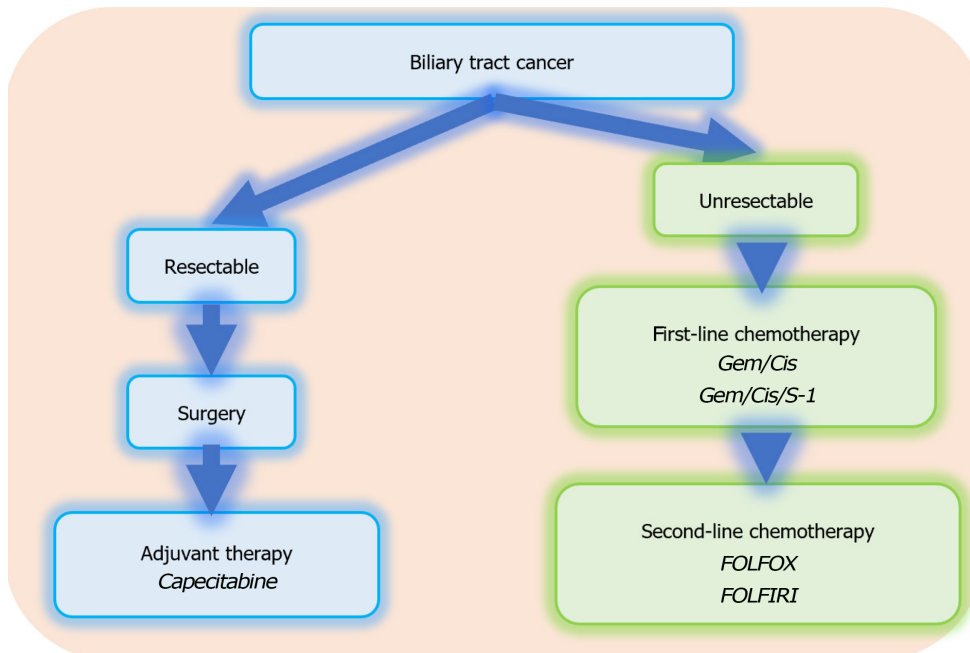 Biliary tract cancer
Resectable
Surgery
Adjuvant therapy
Capecitabine
Unresectable
First-line chemotherapy
Gem/Cis
Gem/Cis/S-1
Second-line chemotherapy
FOLFOX
FOLFIRI